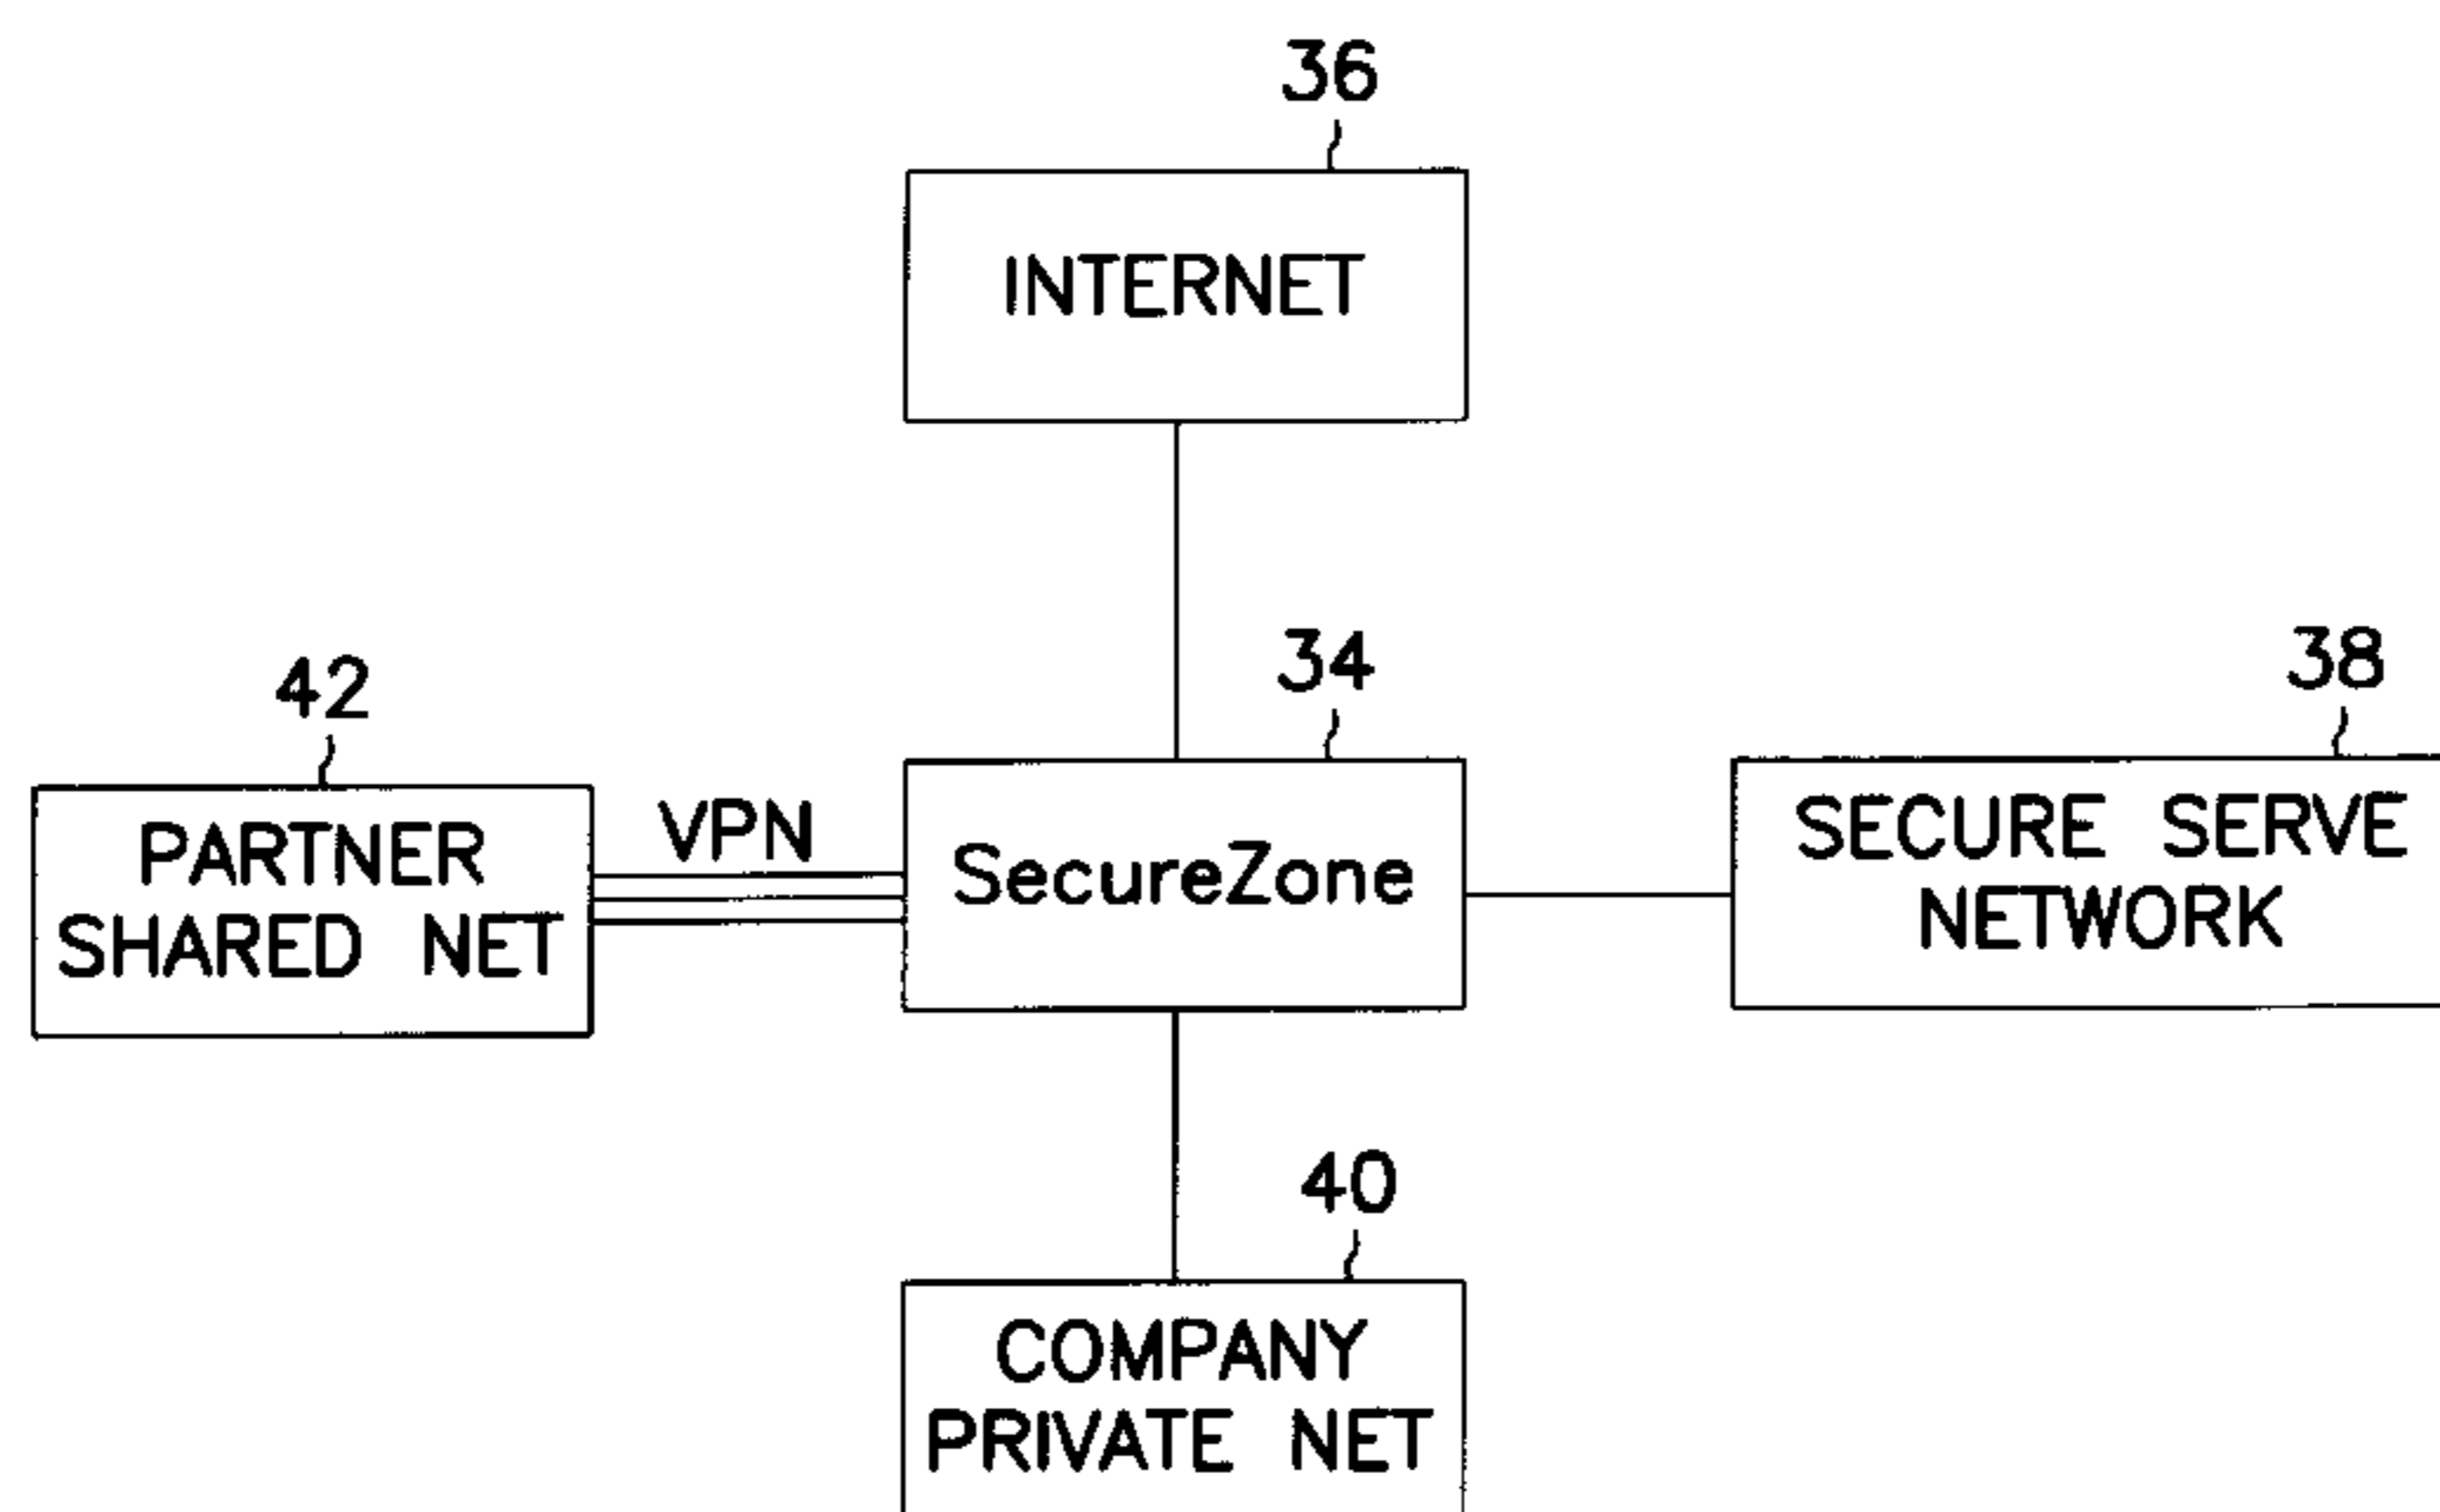 36
INTERNET
42
PARTNER
SHARED NET
VPN
34
SecureZone
38
SECURE SERVE
NETWORK
40
COMPANY
PRIVATE NET